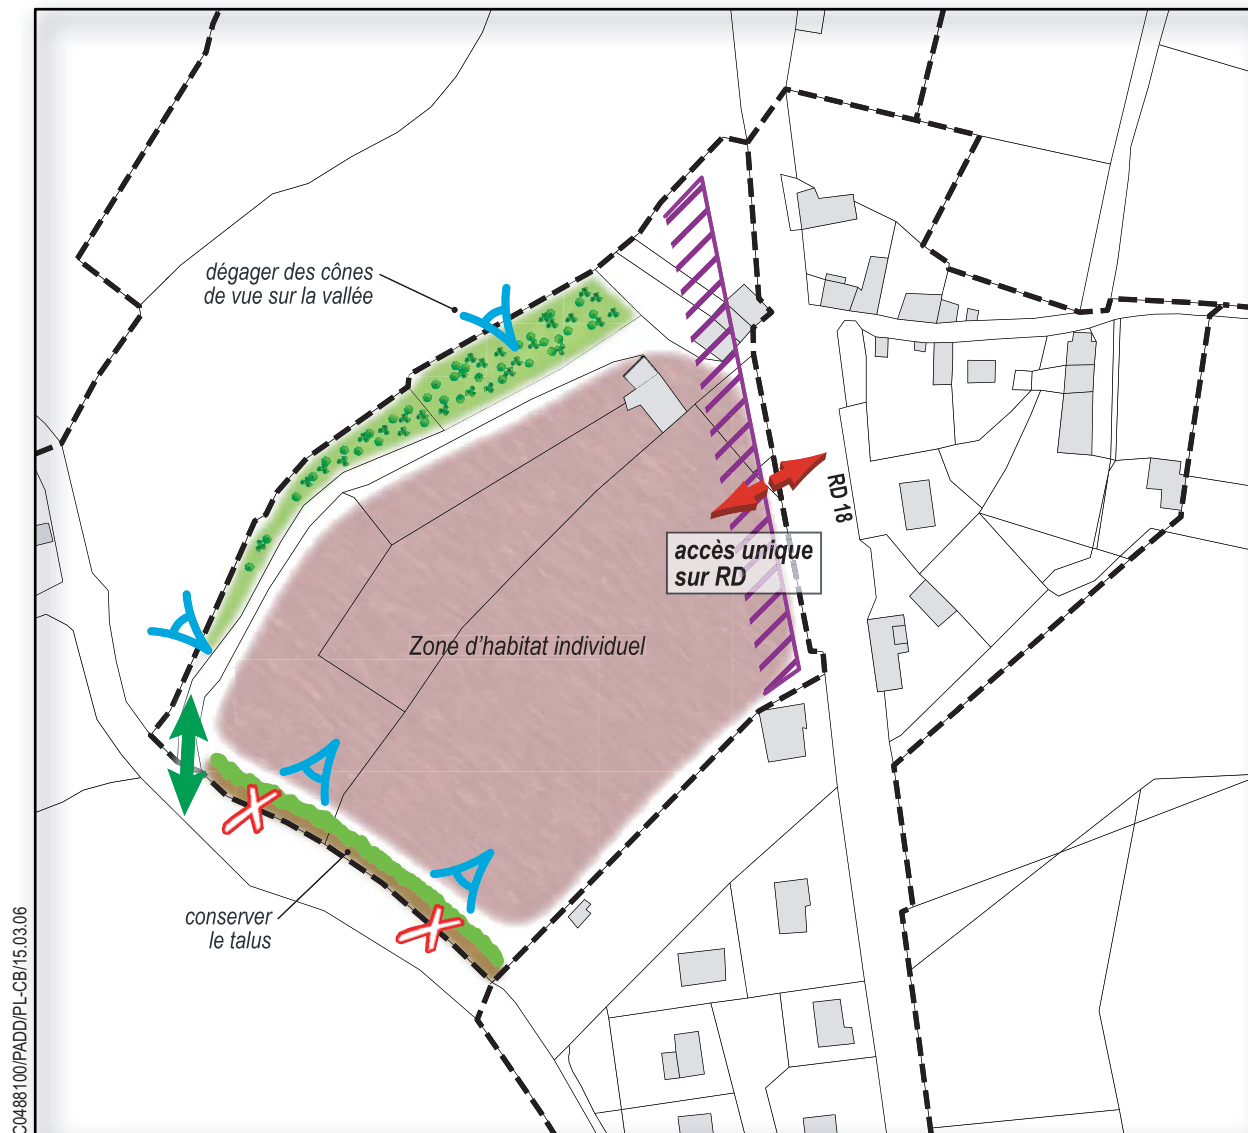 dégager des cônes
de vue sur la vallée
RD 18
accès unique
sur RD
Zone d'habitat individuel
conserver
le talus
C0488100/PADD/PL-CB/15.03.06